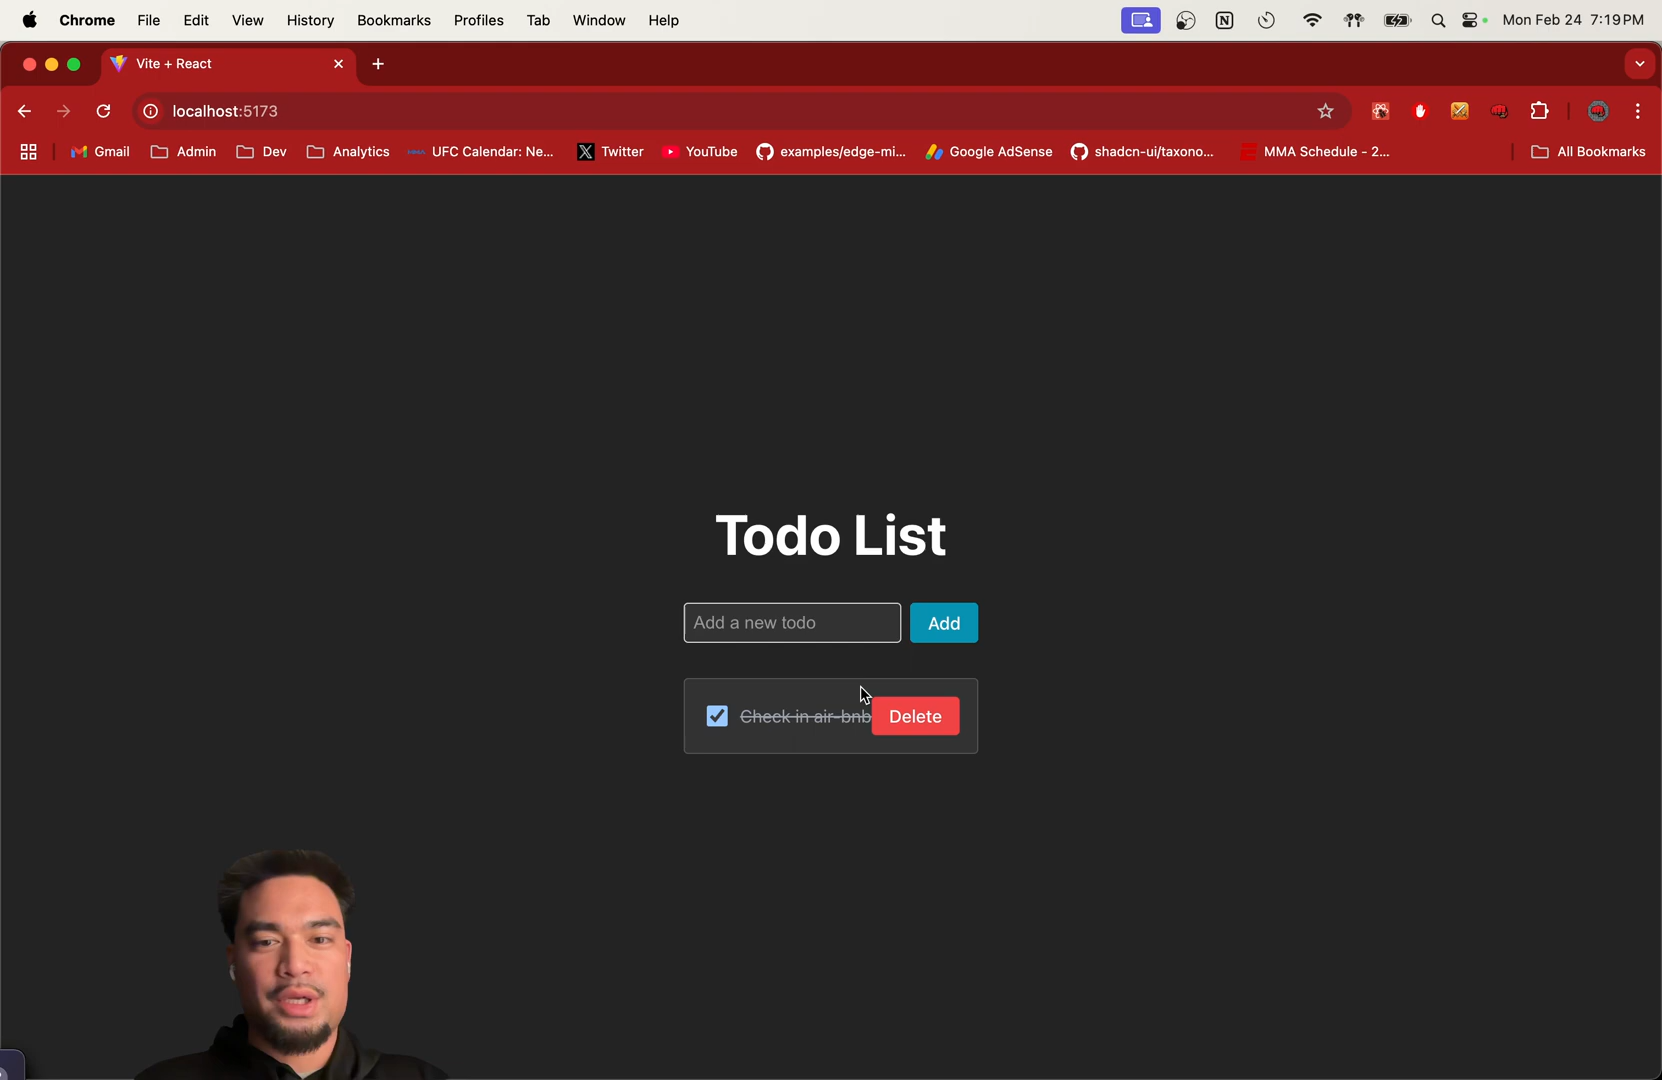 Chrome File Edit View History Bookmarks Profiles Tab Window Help Mon Feb 24 7:19 PM
Vite + React
localhost:5173
Gmail Admin Dev Analytics UFC Calendar: Ne... Twitter YouTube examples/edge-mi... Google AdSense shadcn-ui/taxono... MMA Schedule - 2... All Bookmarks
Todo List
Add a new todo Add
Check in air-bnb Delete